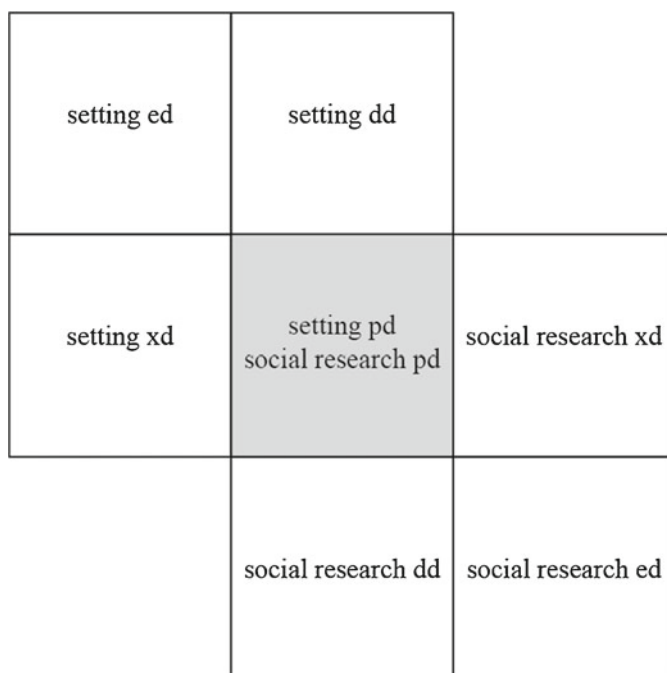 setting ed
setting dd
setting xd
setting pd
social research pd
social research xd
social research dd
social research ed